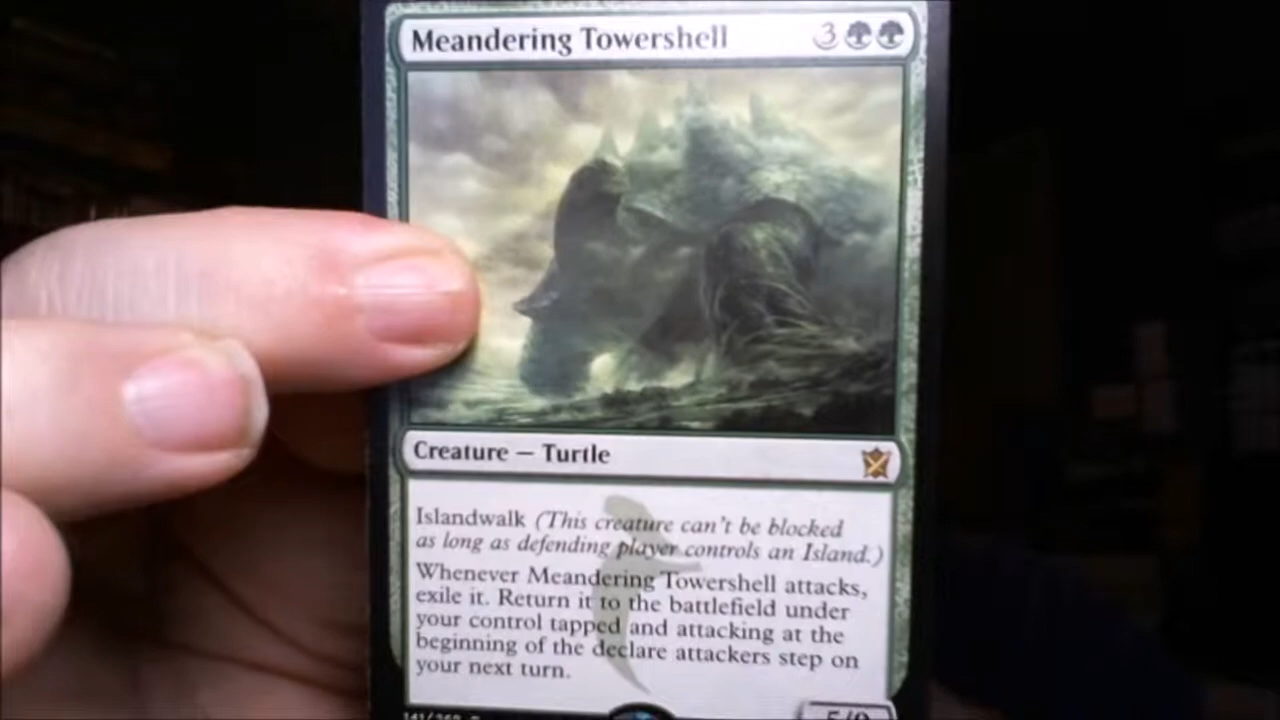 Meandering Towershell 3
Creature — Turtle
Islandwalk (This creature can't be blocked
as long as defending player controls an Island.)
Whenever Meandering Towershell attacks,
exile it. Return it to the battlefield under
your control tapped and attacking at the
beginning of the declare attackers step on
your next turn.